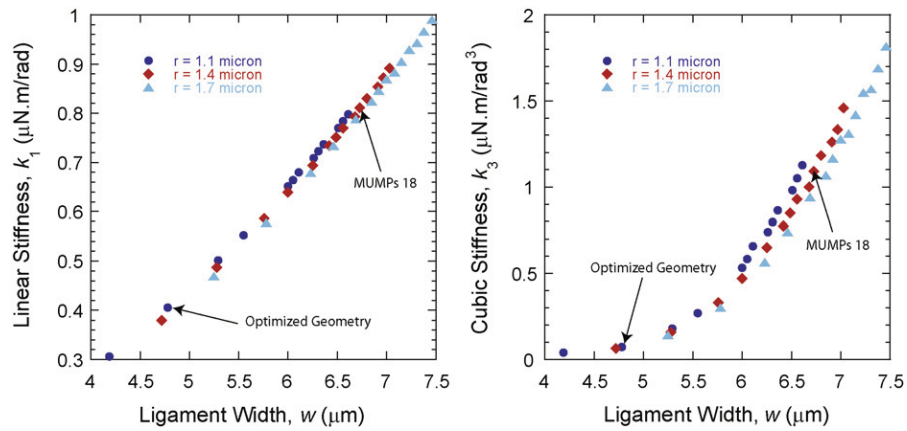 1
0.9
0.8
0.7
0.6
0.5
0.4
0.3
Linear Stiffness, k1 (μN.m/rad)
r = 1.1 micron
r = 1.4 micron
r = 1.7 micron
MUMPs 18
Optimized Geometry
4 4.5 5 5.5 6 6.5 7 7.5
Ligament Width, w (μm)
2
1.5
1
0.5
0
Cubic Stiffness, k3 (μN.m/rad3)
r = 1.1 micron
r = 1.4 micron
r = 1.7 micron
MUMPs 18
Optimized Geometry
4 4.5 5 5.5 6 6.5 7 7.5
Ligament Width, w (μm)